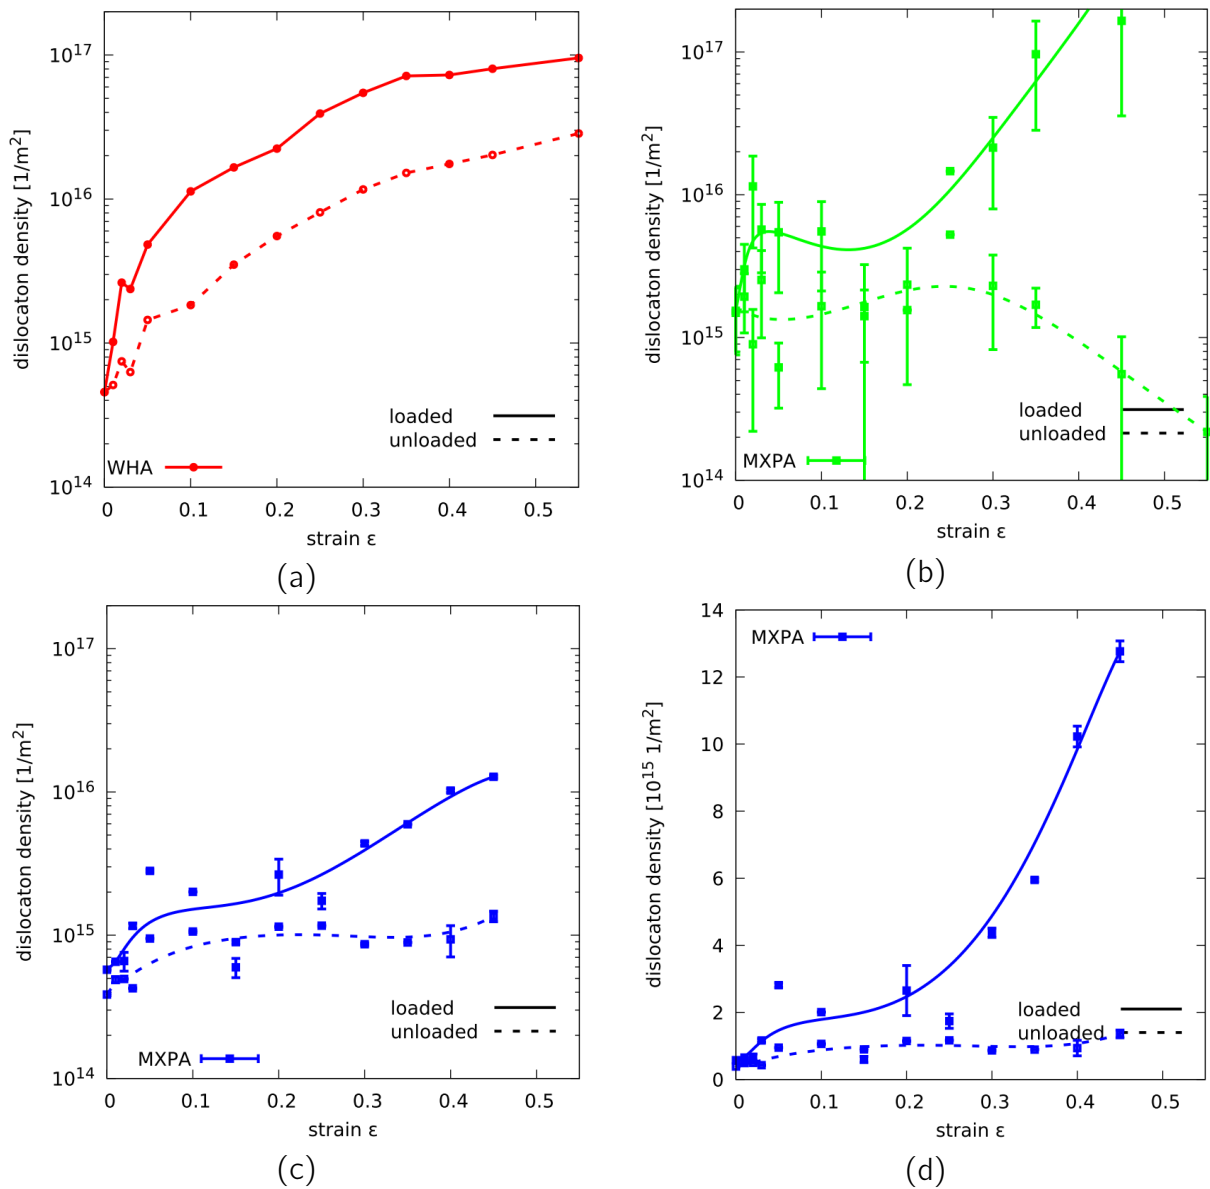 10^17
10^16
10^15
10^14
dislocaton density [1/m^2]
loaded
unloaded
WHA
0 0.1 0.2 0.3 0.4 0.5
strain ε
(a)
10^17
10^16
10^15
10^14
dislocaton density [1/m^2]
loaded
unloaded
MXPA
0 0.1 0.2 0.3 0.4 0.5
strain ε
(b)
10^17
10^16
10^15
10^14
dislocaton density [1/m^2]
loaded
unloaded
MXPA
0 0.1 0.2 0.3 0.4 0.5
strain ε
(c)
14
12
10
8
6
4
2
0
dislocaton density [10^15 1/m^2]
MXPA
loaded
unloaded
0 0.1 0.2 0.3 0.4 0.5
strain ε
(d)